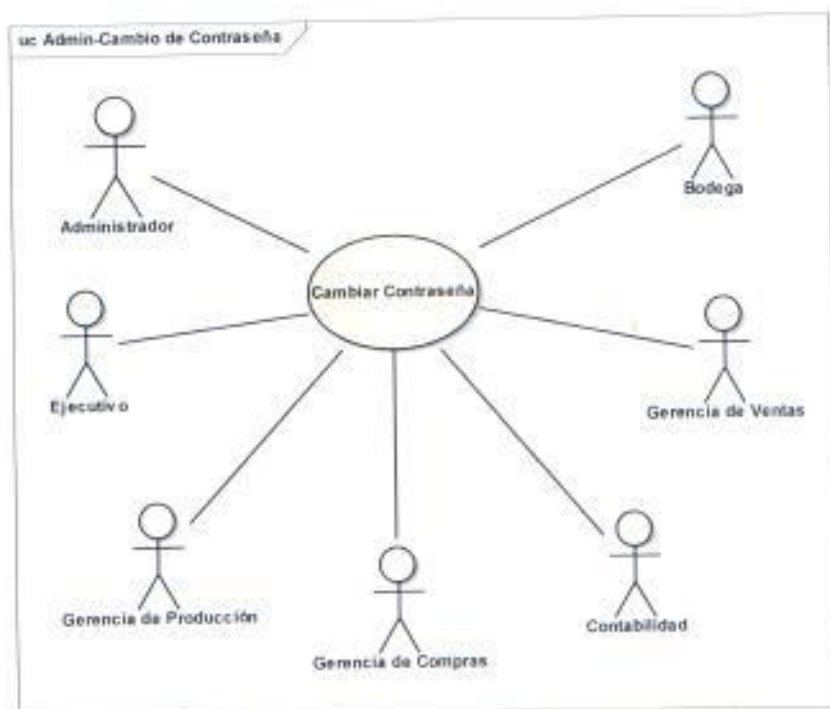 uc Admin-Cambio de Contraseña
Bodega
Administrador
Cambiar Contraseña
Ejecutivo
Gerencia de Ventas
Gerencia de Producción
Contabilidad
Gerencia de Compras